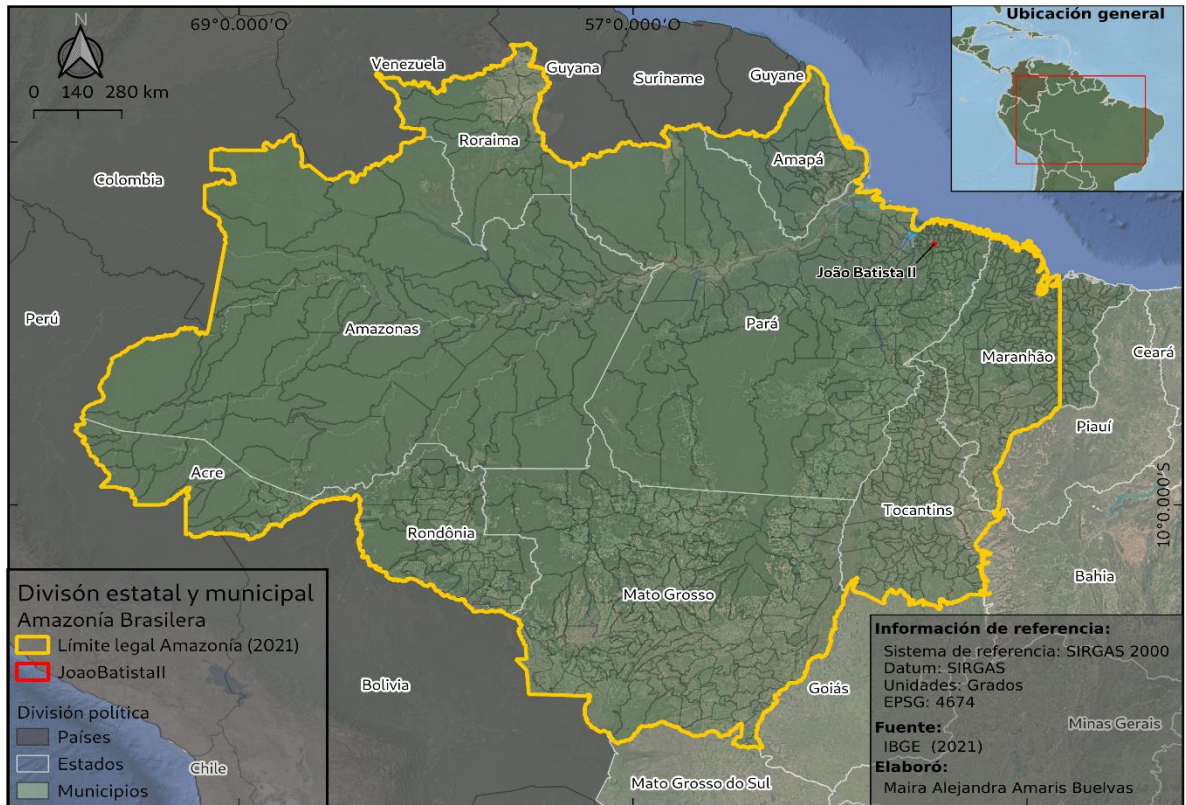 N
69°0.000'O
57°0.000'O
Ubicación general
0 140 280 km
Venezuela
Guyana
Suriname
Guyane
Roraima
Amapá
Colombia
João Batista II
Perú
Amazonas
Pará
Maranhão
Ceará
Piauí
Acre
Tocantins
10°0.000'S
Rondônia
Bahía
Mato Grosso
Divisón estatal y municipal
Amazonía Brasilera
Límite legal Amazonía (2021)
JoaoBatistaII
División política
Países
Estados
Municipios
Bolivia
Goiás
Chile
Mato Grosso do Sul
Minas Gerais
Información de referencia:
Sistema de referencia: SIRGAS 2000
Datum: SIRGAS
Unidades: Grados
EPSG: 4674
Fuente:
IBGE (2021)
Elaboró:
Maira Alejandra Amaris Buelvas